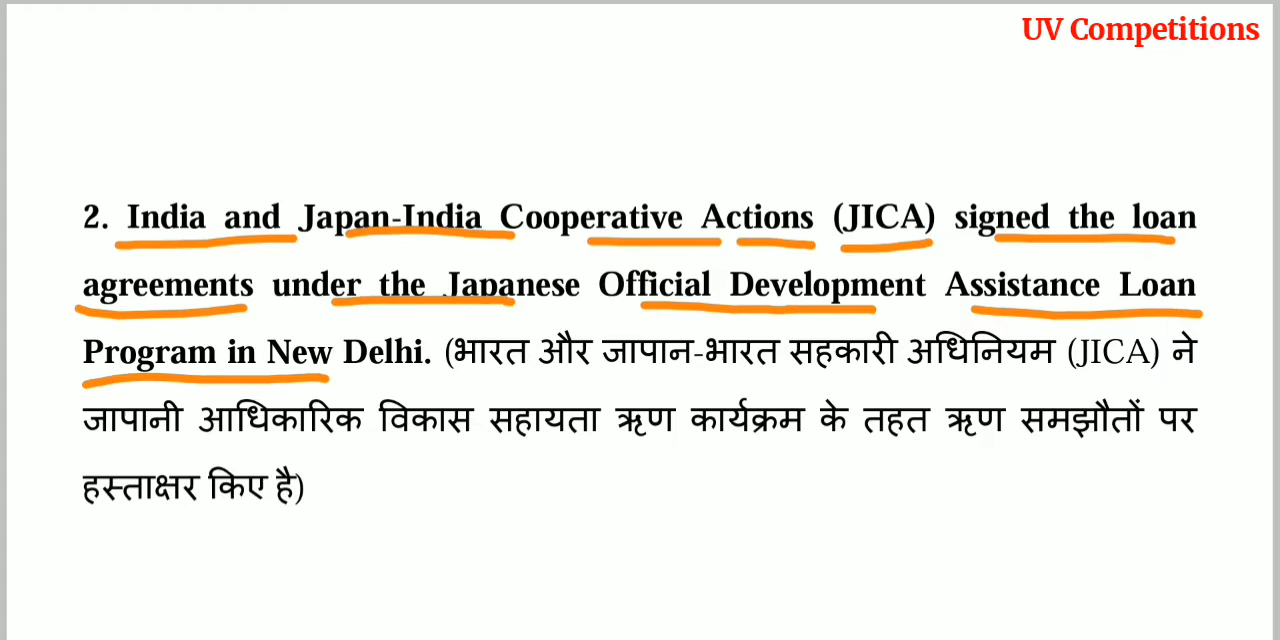 UV Competitions
2. India and Japan-India Cooperative Actions (JICA) signed the loan
agreements under the Japanese Official Development Assistance Loan
Program in New Delhi. (भारत और जापान-भारत सहकारी अधिनियम (JICA) ने
जापानी आधिकारिक विकास सहायता ऋण कार्यक्रम के तहत ऋण समझौतों पर
हस्ताक्षर किए है)